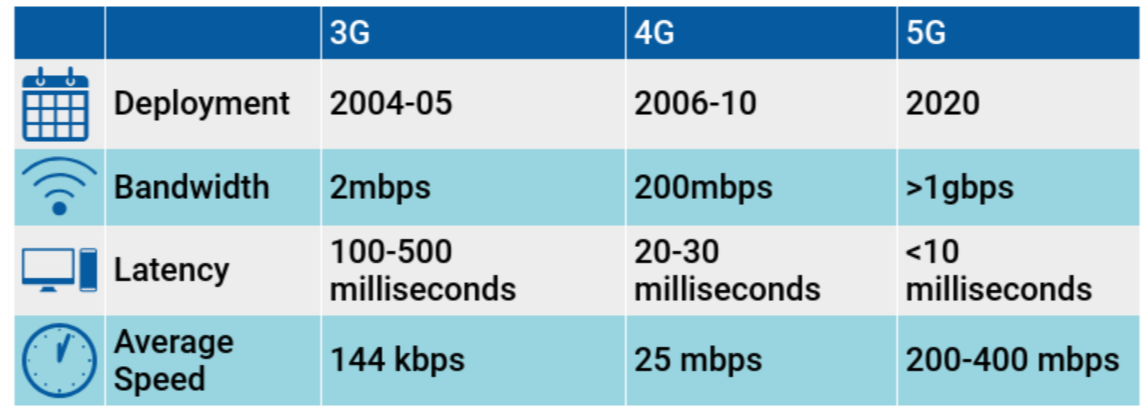 3G 4G 5G
Deployment 2004-05 2006-10 2020
Bandwidth 2mbps 200mbps >1gbps
Latency 100-500 milliseconds 20-30 milliseconds <10 milliseconds
Average Speed 144 kbps 25 mbps 200-400 mbps